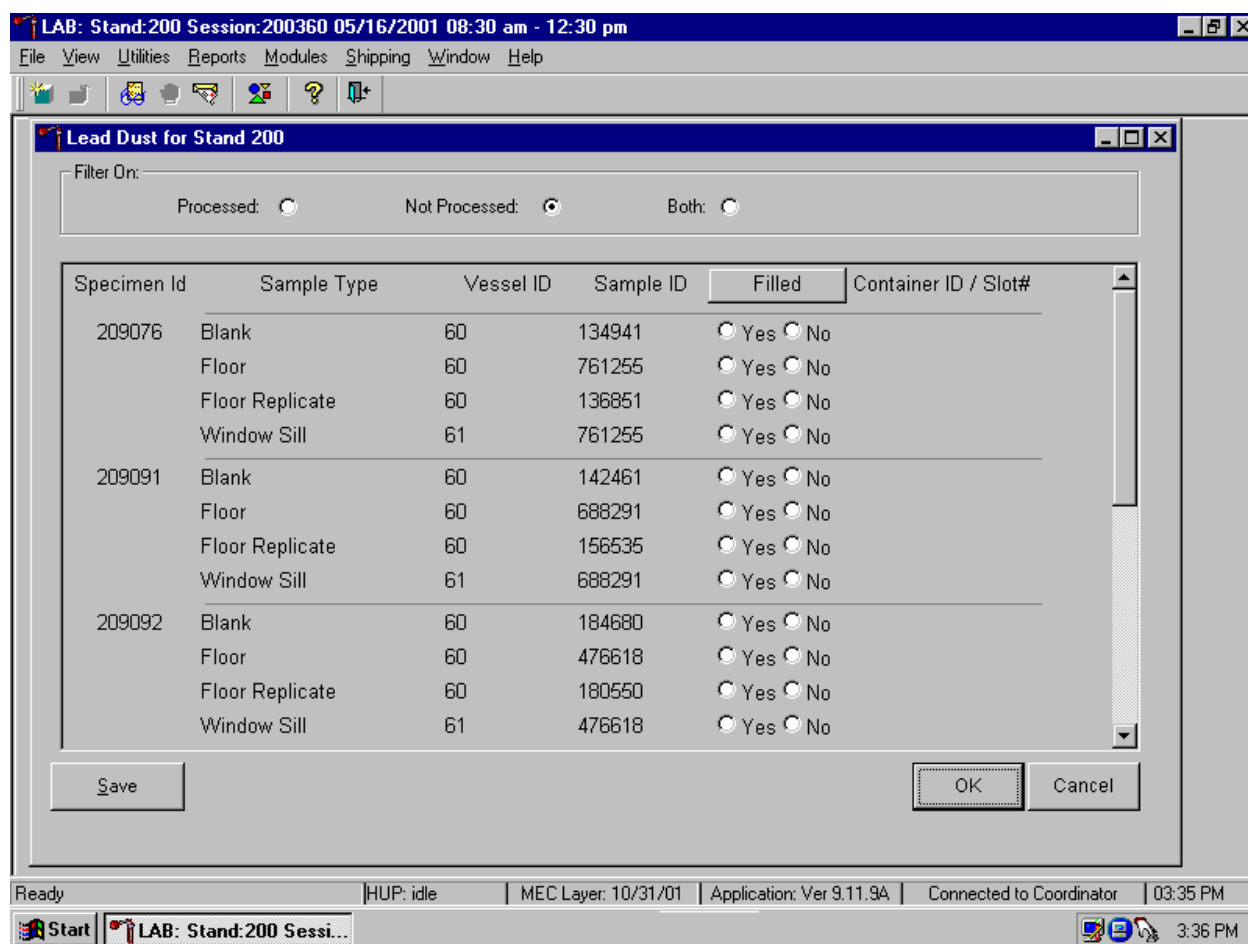 LAB: Stand:200 Session:200360 05/16/2001 08:30 am - 12:30 pm
File View Utilities Reports Modules Shipping Window Help
Lead Dust for Stand 200
Filter On:
Processed: Not Processed: Both:
Specimen Id Sample Type Vessel ID Sample ID Filled Container ID / Slot#
209076 Blank 60 134941 Yes No
Floor 60 761255 Yes No
Floor Replicate 60 136851 Yes No
Window Sill 61 761255 Yes No
209091 Blank 60 142461 Yes No
Floor 60 688291 Yes No
Floor Replicate 60 156535 Yes No
Window Sill 61 688291 Yes No
209092 Blank 60 184680 Yes No
Floor 60 476618 Yes No
Floor Replicate 60 180550 Yes No
Window Sill 61 476618 Yes No
Save OK Cancel
Ready HUP: idle MEC Layer: 10/31/01 Application: Ver 9.11.9A Connected to Coordinator 03:35 PM
Start LAB: Stand:200 Sessi... 3:36 PM